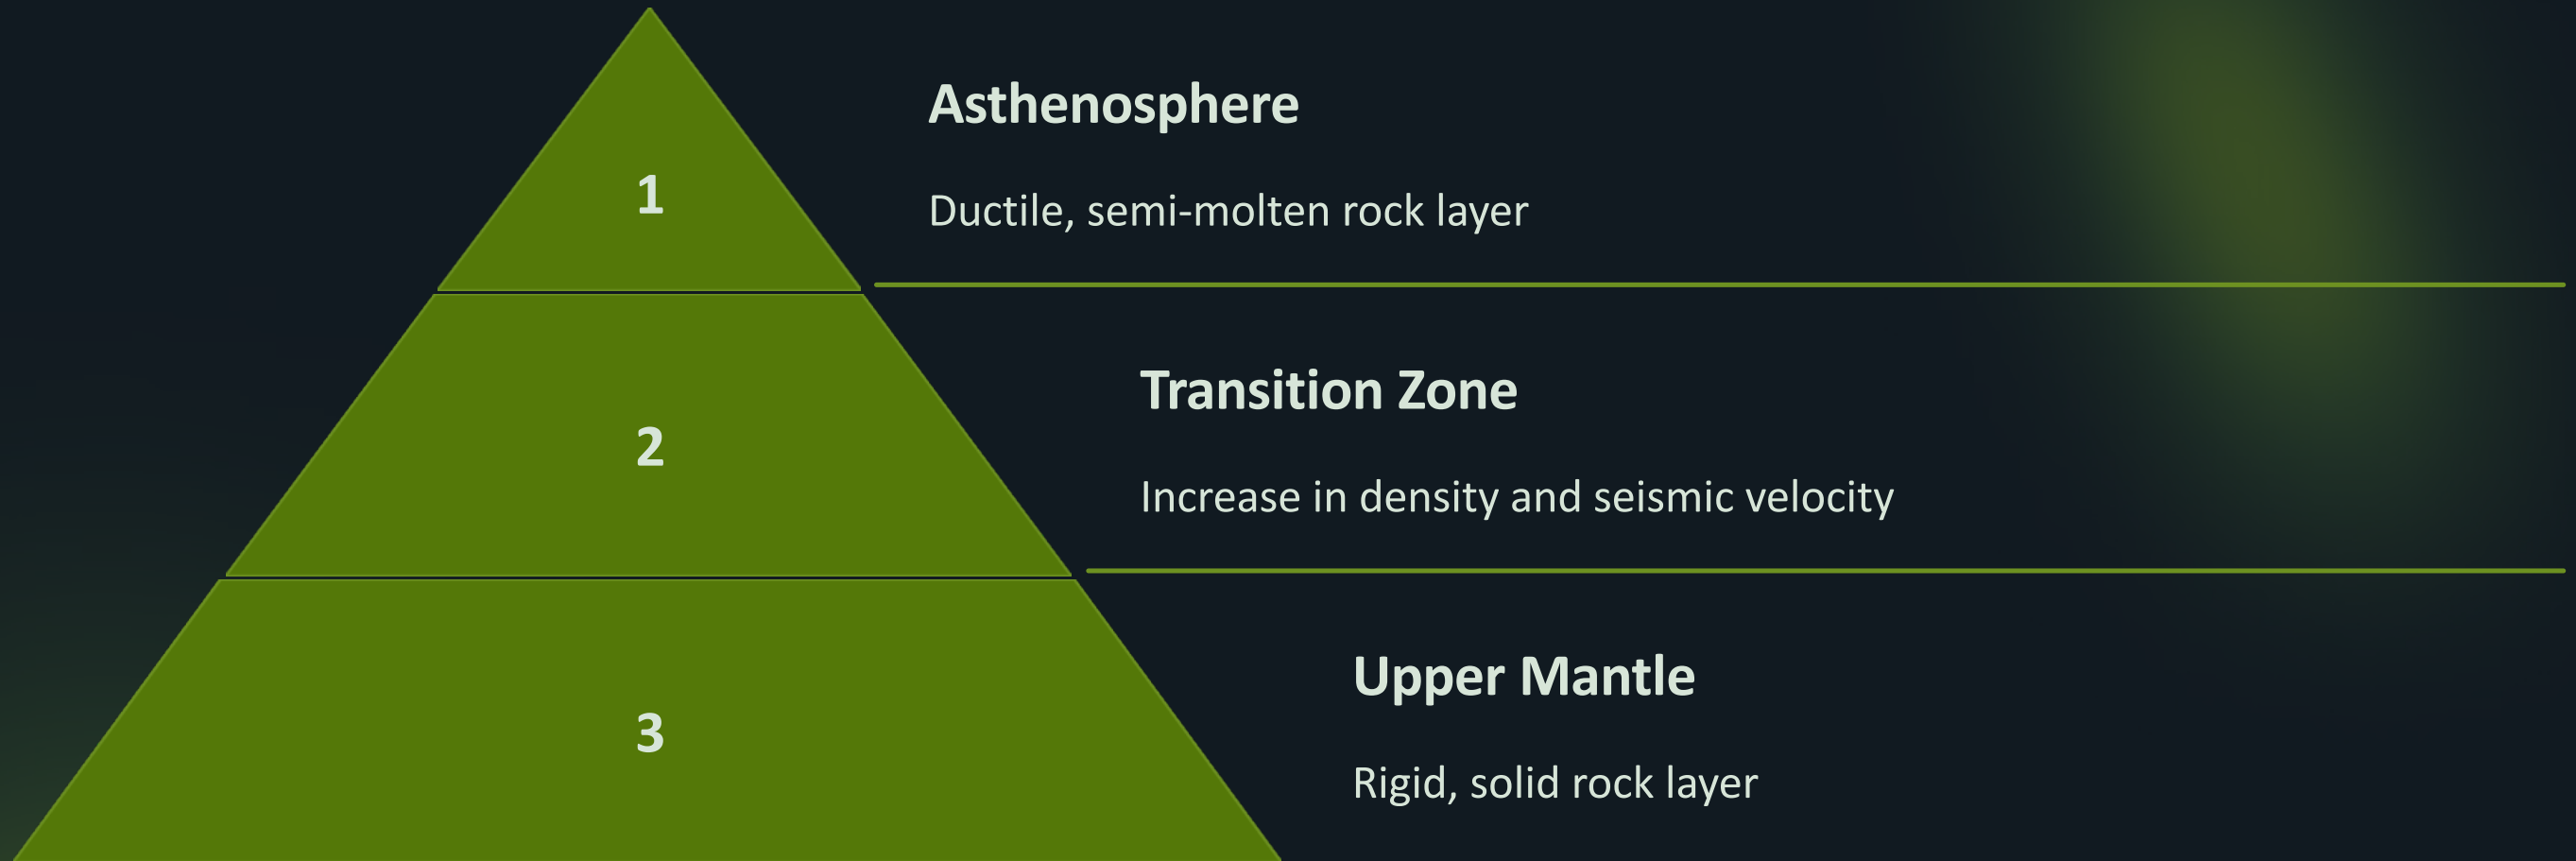 1
Asthenosphere
Ductile, semi-molten rock layer
2
Transition Zone
Increase in density and seismic velocity
3
Upper Mantle
Rigid, solid rock layer